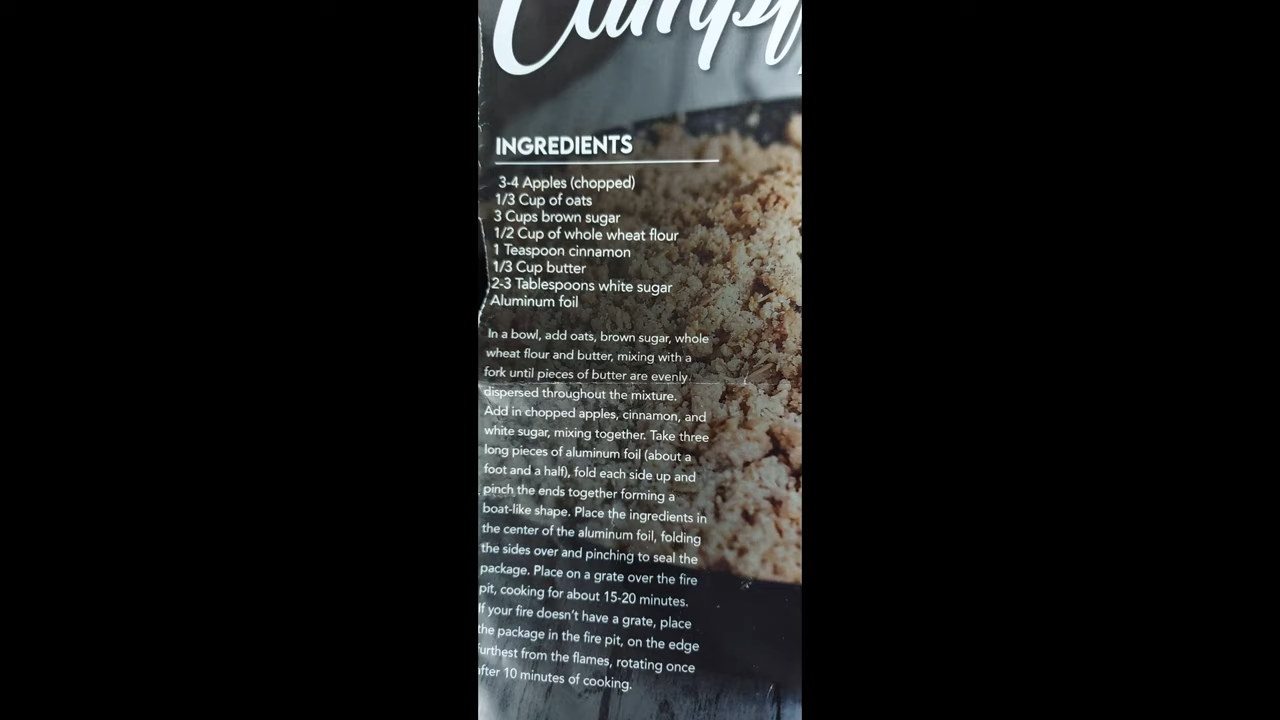 INGREDIENTS
3-4 Apples (chopped)
1/3 Cup of oats
3 Cups brown sugar
1/2 Cup of whole wheat flour
1 Teaspoon cinnamon
1/3 Cup butter
2-3 Tablespoons white sugar
Aluminum foil
In a bowl, add oats, brown sugar, whole
wheat flour and butter, mixing with a
fork until pieces of butter are evenly
dispersed throughout the mixture.
Add in chopped apples, cinnamon, and
white sugar, mixing together. Take three
long pieces of aluminum foil (about a
foot and a half), fold each side up and
pinch the ends together forming a
boat-like shape. Place the ingredients in
the center of the aluminum foil, folding
the sides over and pinching to seal the
package. Place on a grate over the fire
pit, cooking for about 15-20 minutes.
If your fire doesn't have a grate, place
the package in the fire pit, on the edge
furthest from the flames, rotating once
after 10 minutes of cooking.